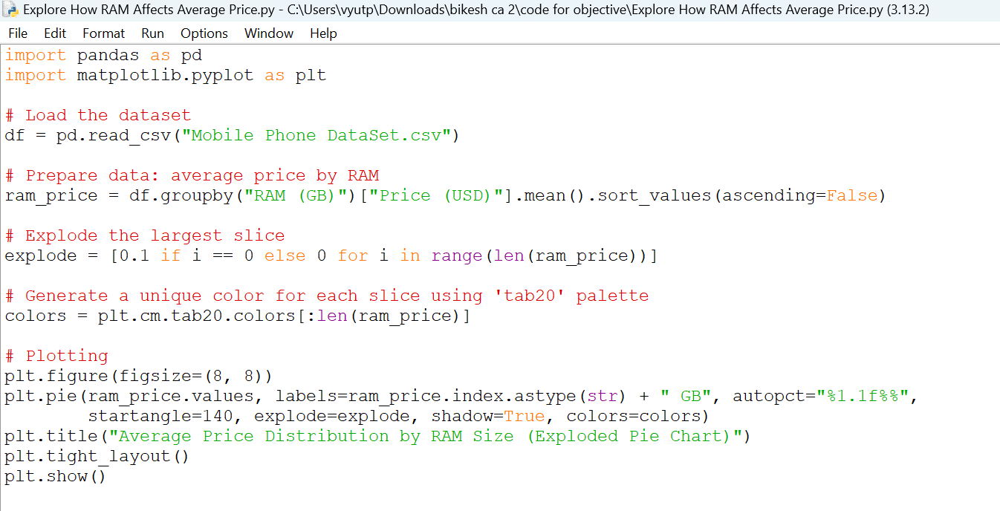 Explore How RAM Affects Average Price.py - C:\Users\vyutp\Downloads\bikesh ca 2\code for objective\Explore How RAM Affects Average Price.py (3.13.2)
File Edit Format Run Options Window Help
import pandas as pd
import matplotlib.pyplot as plt

# Load the dataset
df = pd.read_csv("Mobile Phone DataSet.csv")

# Prepare data: average price by RAM
ram_price = df.groupby("RAM (GB)")["Price (USD)"].mean().sort_values(ascending=False)

# Explode the largest slice
explode = [0.1 if i == 0 else 0 for i in range(len(ram_price))]

# Generate a unique color for each slice using 'tab20' palette
colors = plt.cm.tab20.colors[:len(ram_price)]

# Plotting
plt.figure(figsize=(8, 8))
plt.pie(ram_price.values, labels=ram_price.index.astype(str) + " GB", autopct="%1.1f%%",
        startangle=140, explode=explode, shadow=True, colors=colors)
plt.title("Average Price Distribution by RAM Size (Exploded Pie Chart)")
plt.tight_layout()
plt.show()